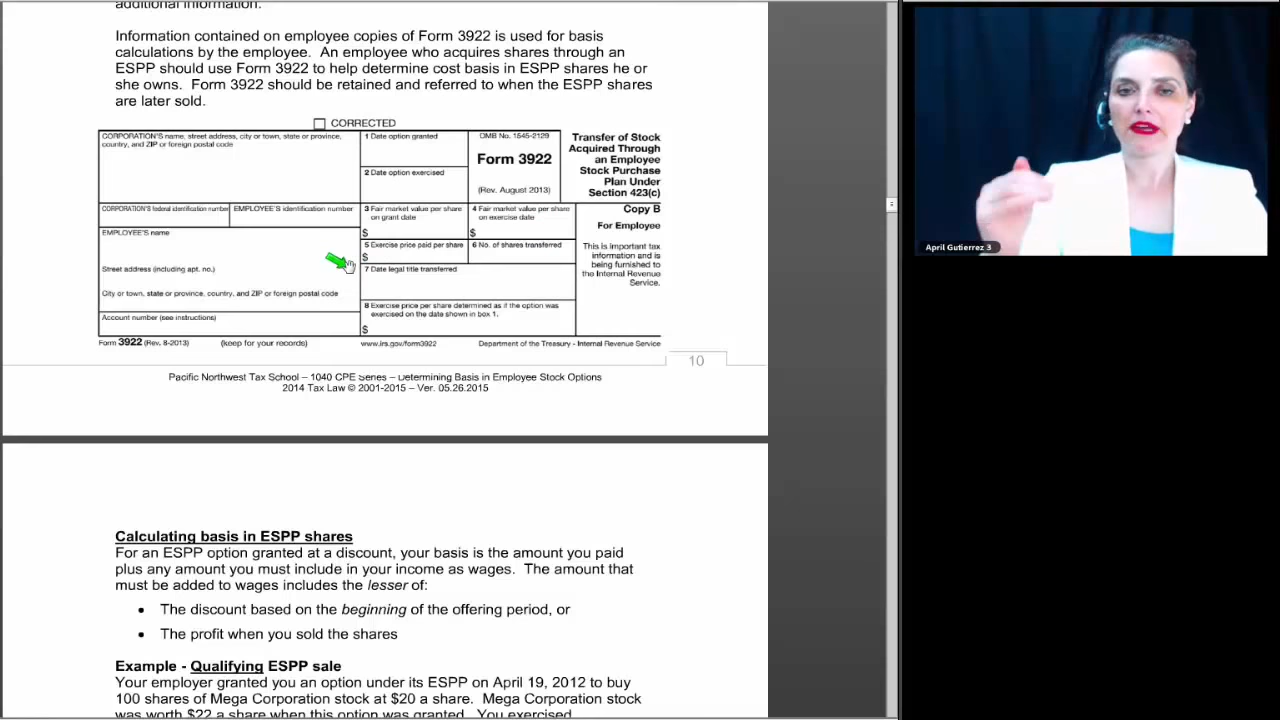 additional information.
Information contained on employee copies of Form 3922 is used for basis
calculations by the employee.  An employee who acquires shares through an
ESPP should use Form 3922 to help determine cost basis in ESPP shares he or
she owns.  Form 3922 should be retained and referred to when the ESPP shares
are later sold.
CORRECTED
CORPORATION'S name, street address, city or town, state or province,
country, and ZIP or foreign postal code
1 Date option granted
2 Date option exercised
OMB No. 1545-2129
Form 3922
(Rev. August 2013)
Transfer of Stock
Acquired Through
an Employee
Stock Purchase
Plan Under
Section 423(c)
CORPORATION'S federal identification number
EMPLOYEE'S identification number
3 Fair market value per share
on grant date
$
4 Fair market value per share
on exercise date
$
Copy B
For Employee
This is important tax
information and is
being furnished to
the Internal Revenue
Service.
EMPLOYEE'S name
5 Exercise price paid per share
$
6 No. of shares transferred
Street address (including apt. no.)
7 Date legal title transferred
City or town, state or province, country, and ZIP or foreign postal code
8 Exercise price per share determined as if the option was
exercised on the date shown in box 1.
$
Account number (see instructions)
Form 3922 (Rev. 8-2013)
(keep for your records)
www.irs.gov/form3922
Department of the Treasury - Internal Revenue Service
10
Pacific Northwest Tax School – 1040 CPE Series – Determining Basis in Employee Stock Options
2014 Tax Law © 2001-2015 – Ver. 05.26.2015
Calculating basis in ESPP shares
For an ESPP option granted at a discount, your basis is the amount you paid
plus any amount you must include in your income as wages.  The amount that
must be added to wages includes the lesser of:
• The discount based on the beginning of the offering period, or
• The profit when you sold the shares
Example - Qualifying ESPP sale
Your employer granted you an option under its ESPP on April 19, 2012 to buy
100 shares of Mega Corporation stock at $20 a share.  Mega Corporation stock
was worth $22 a share when this option was granted.  You exercised
April Gutierrez 3